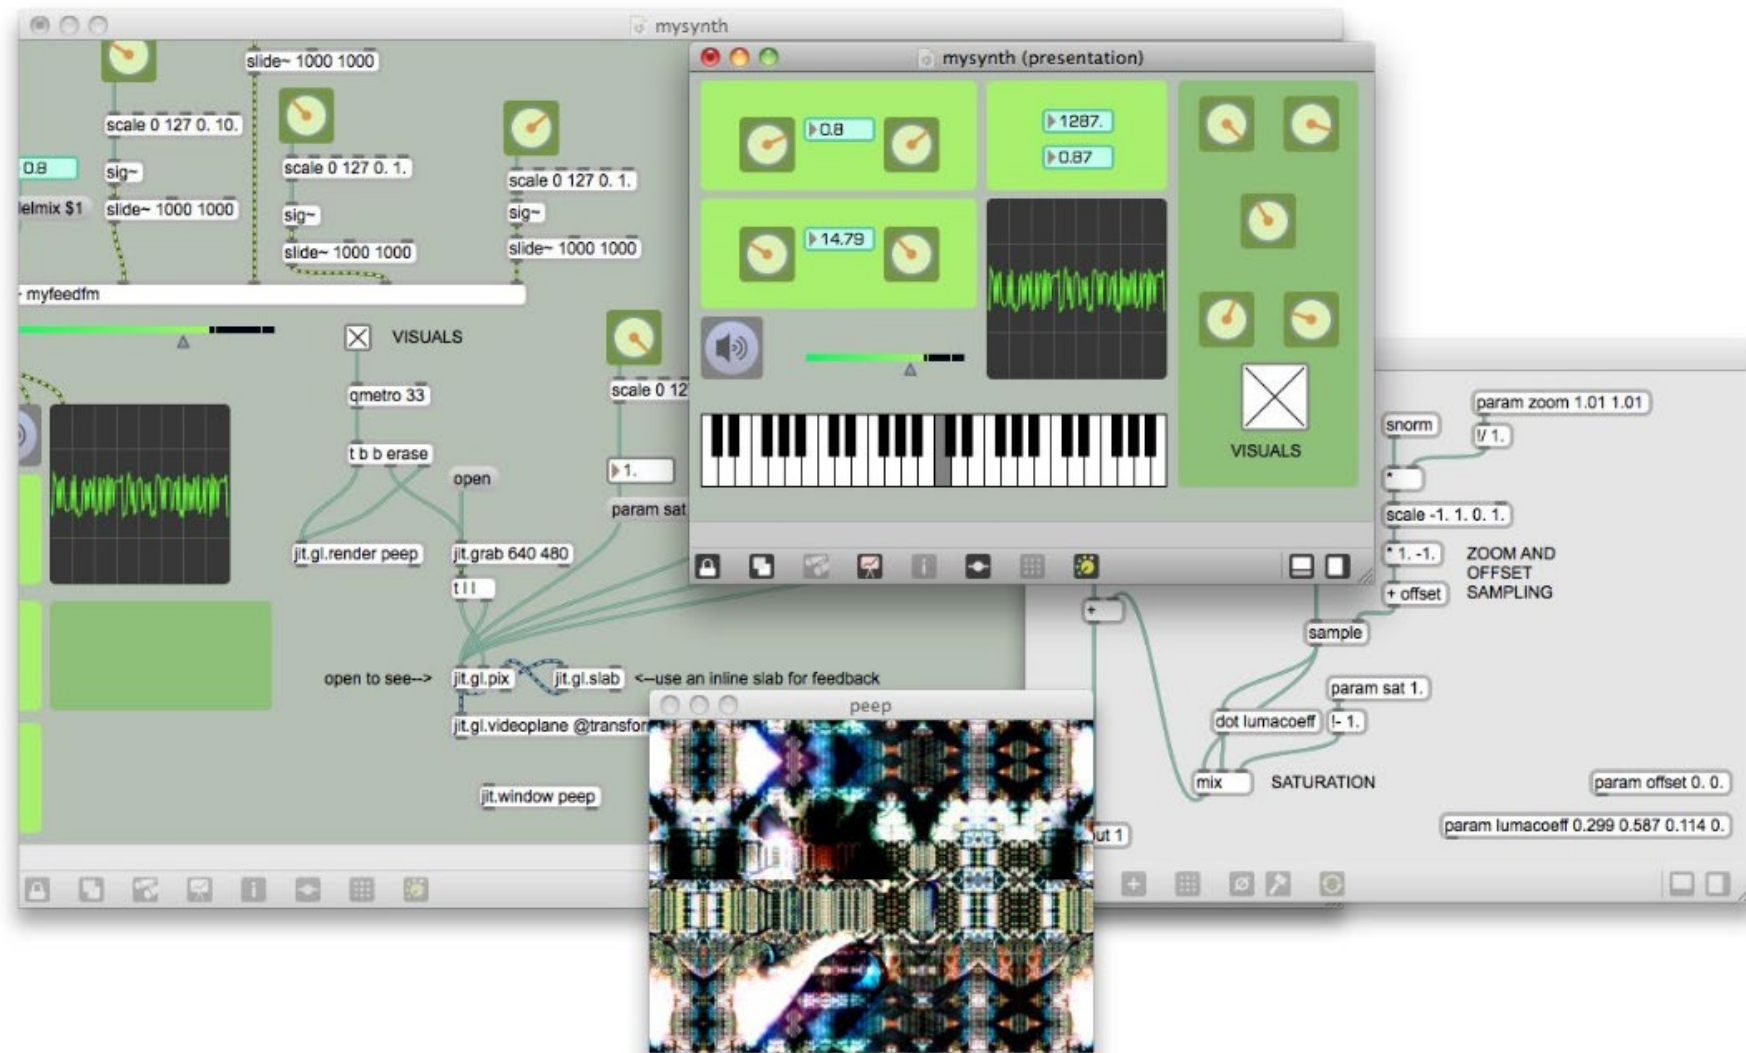 mysynth
slide~ 1000 1000
scale 0 127 0. 10.
0.8
sig~
scale 0 127 0. 1.
scale 0 127 0. 1.
elmix $1
slide~ 1000 1000
sig~
sig~
slide~ 1000 1000
slide~ 1000 1000
myfeedfm
VISUALS
qmetro 33
scale 0 12
t b b erase
open
1.
param sat
jit.gl.render peep
jit.grab 640 480
t l l
open to see-->
jit.gl.pix
jit.gl.slab
<--use an inline slab for feedback
jit.gl.videoplane @transfor
jit.window peep
mysynth (presentation)
0.8
1287.
0.87
14.79
VISUALS
param zoom 1.01 1.01
snorm
!/ 1.
*
scale -1. 1. 0. 1.
* 1. -1.
ZOOM AND
OFFSET
SAMPLING
+ offset
+
sample
param sat 1.
dot lumacoeff
!- 1.
mix
SATURATION
param offset 0. 0.
param lumacoeff 0.299 0.587 0.114 0.
ut 1
peep